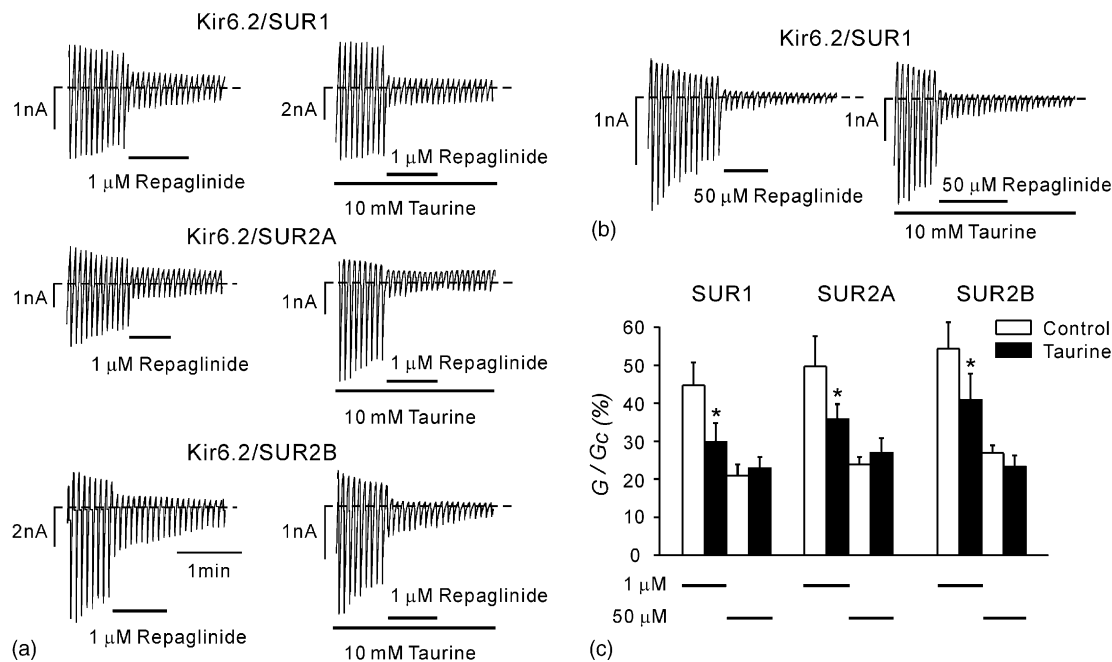 Kir6.2/SUR1
1nA
1 μM Repaglinide
2nA
1 μM Repaglinide
10 mM Taurine
Kir6.2/SUR2A
1nA
1 μM Repaglinide
1nA
1 μM Repaglinide
10 mM Taurine
Kir6.2/SUR2B
2nA
1min
1 μM Repaglinide
1nA
1 μM Repaglinide
10 mM Taurine
(a)
Kir6.2/SUR1
1nA
50 μM Repaglinide
1nA
50 μM Repaglinide
10 mM Taurine
(b)
SUR1 SUR2A SUR2B
Control
Taurine
G / Gc (%)
60
50
40
30
20
10
0
* * *
1 μM
50 μM
(c)